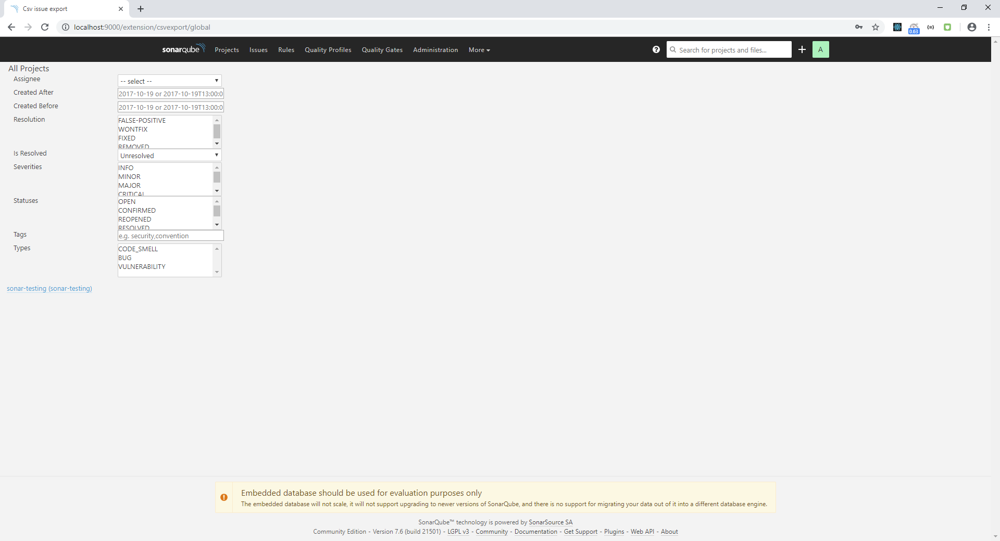 Csv issue export
localhost:9000/extension/csvexport/global
0.63
sonarqube Projects Issues Rules Quality Profiles Quality Gates Administration More
Search for projects and files...
A
All Projects
Assignee
-- select --
Created After
2017-10-19 or 2017-10-19T13:00:0
Created Before
2017-10-19 or 2017-10-19T13:00:0
Resolution
FALSE-POSITIVE
WONTFIX
FIXED
REMOVED
Is Resolved
Unresolved
Severities
INFO
MINOR
MAJOR
CRITICAL
Statuses
OPEN
CONFIRMED
REOPENED
RESOLVED
Tags
e.g. security,convention
Types
CODE_SMELL
BUG
VULNERABILITY
sonar-testing (sonar-testing)
Embedded database should be used for evaluation purposes only
The embedded database will not scale, it will not support upgrading to newer versions of SonarQube, and there is no support for migrating your data out of it into a different database engine.
SonarQube™ technology is powered by SonarSource SA
Community Edition - Version 7.6 (build 21501) - LGPL v3 - Community - Documentation - Get Support - Plugins - Web API - About